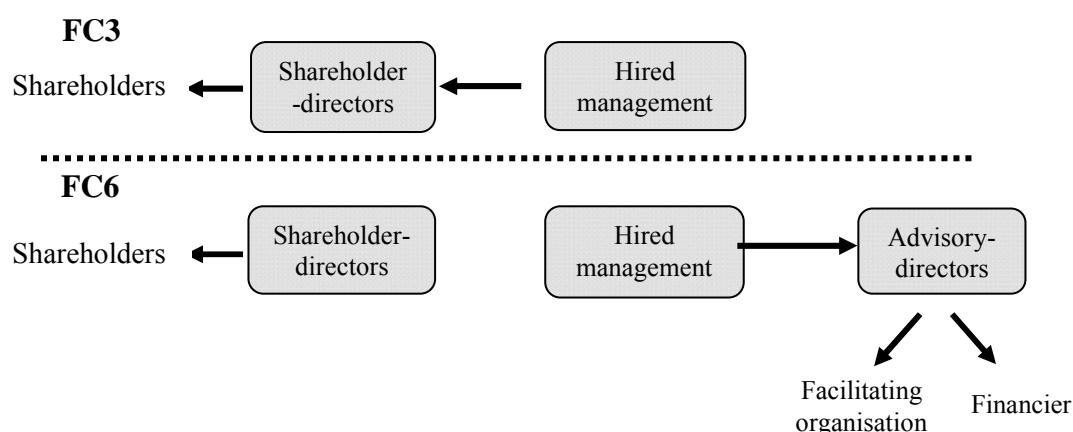 FC3
Shareholders
Shareholder
-directors
Hired
management
FC6
Shareholders
Shareholder-
directors
Hired
management
Advisory-
directors
Facilitating
organisation
Financier